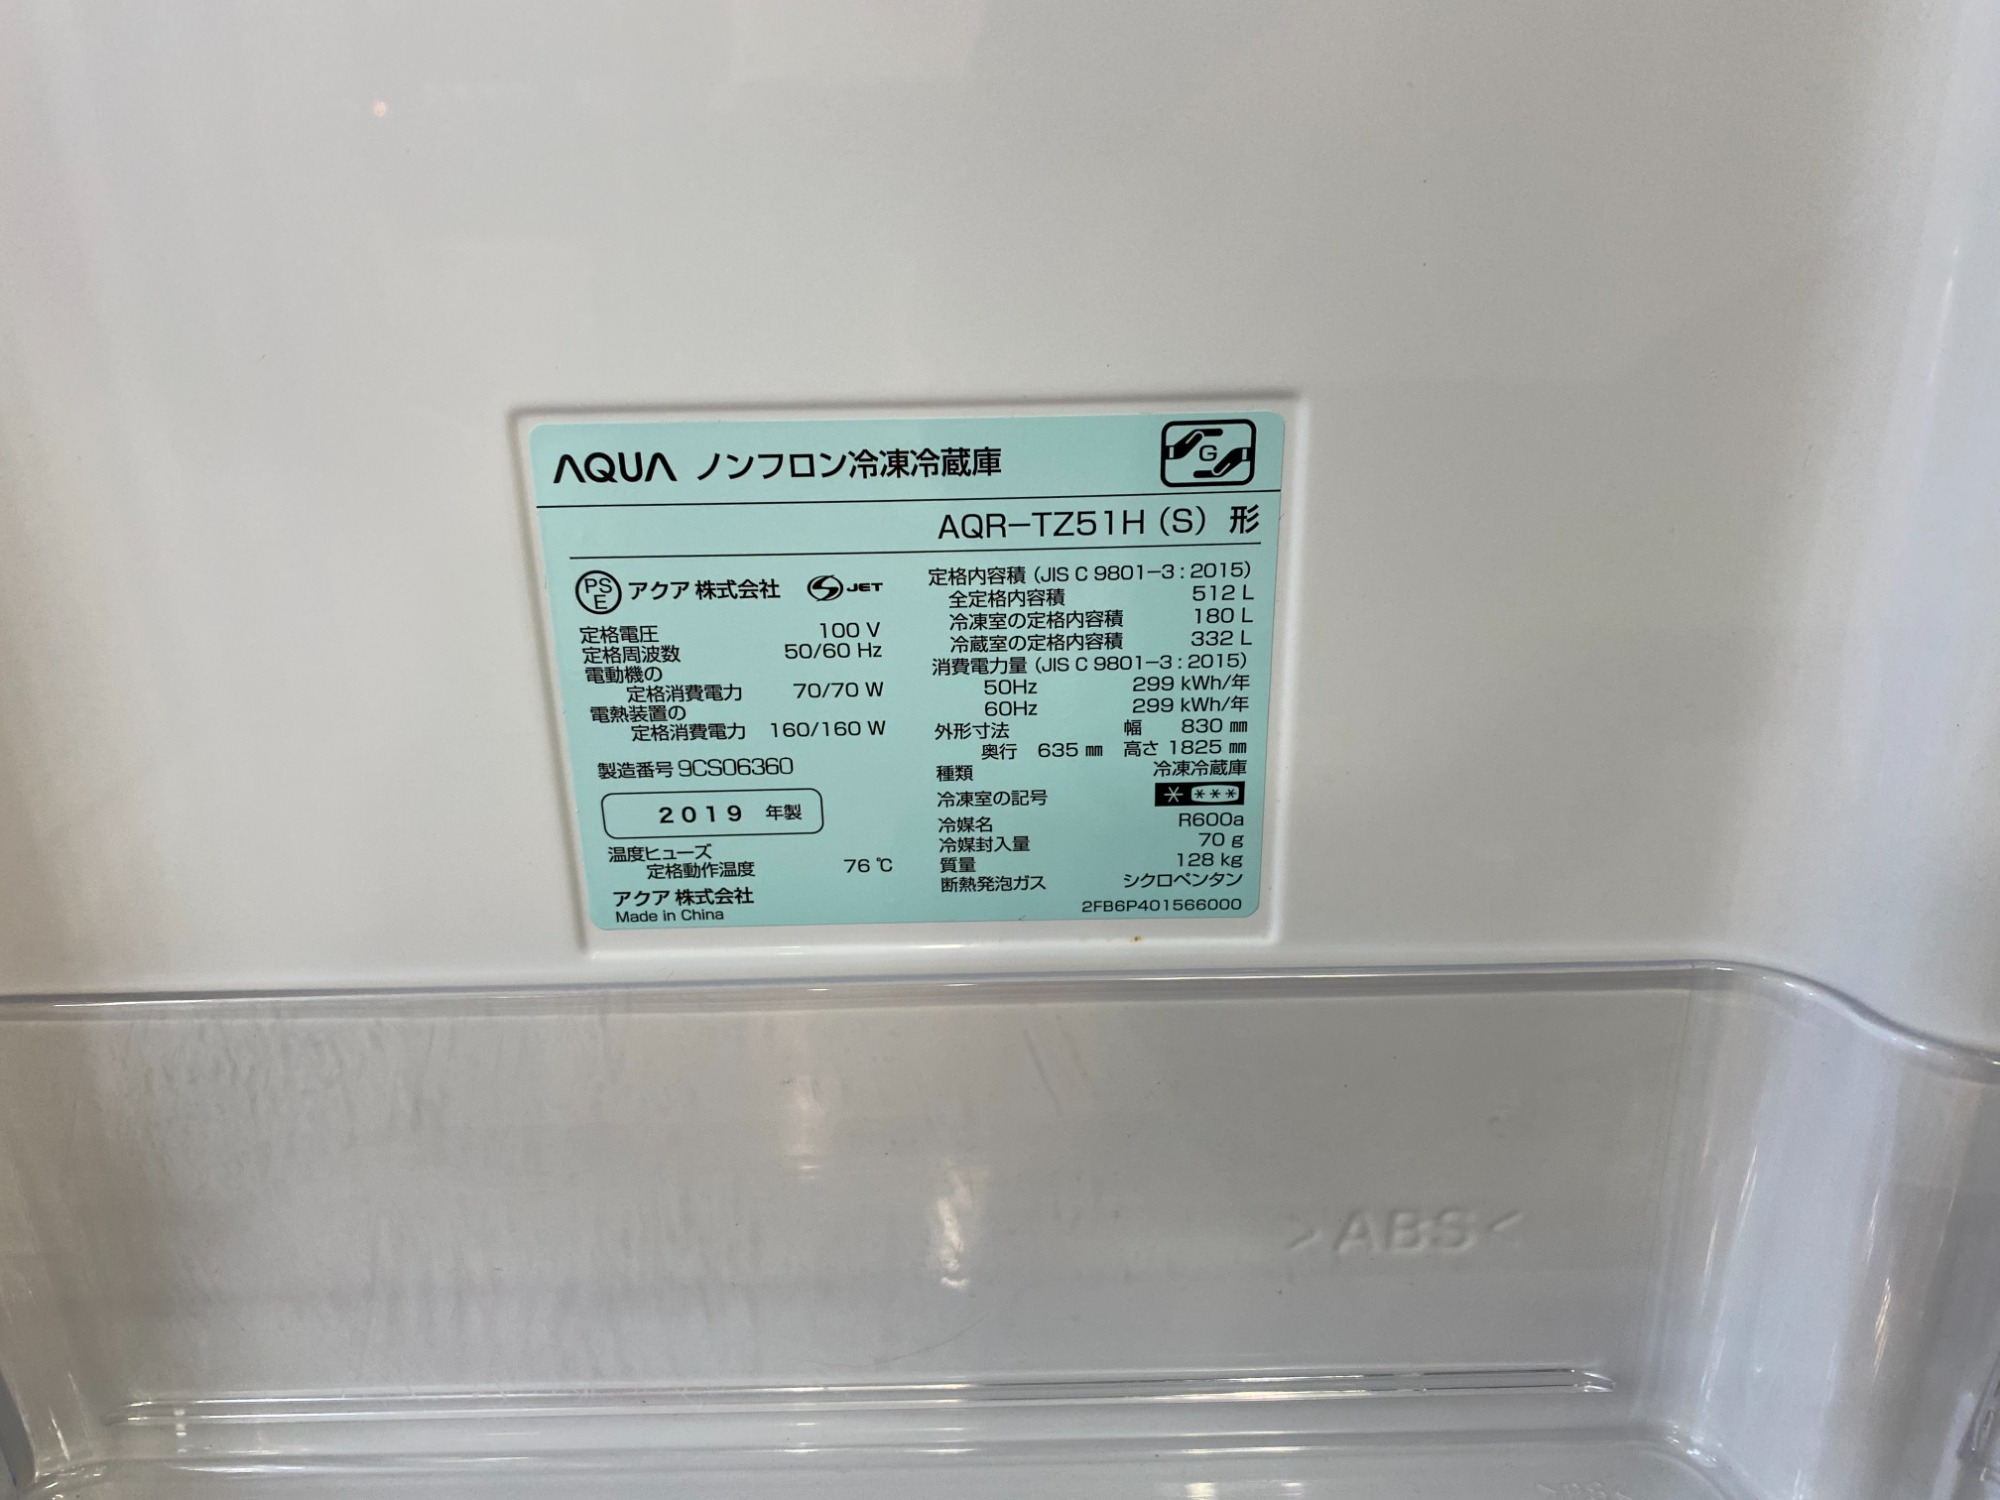 AQUA ノンフロン冷凍冷蔵庫
G
AQR-TZ51H (S) 形
PS
E
アクア 株式会社
S JET
定格電圧 100 V
定格周波数 50/60 Hz
電動機の
定格消費電力 70/70 W
電熱装置の
定格消費電力 160/160 W
製造番号 9CS06360
2019 年製
温度ヒューズ
定格動作温度 76 ℃
アクア 株式会社
Made in China
定格内容積 (JIS C 9801-3 : 2015)
全定格内容積 512 L
冷凍室の定格内容積 180 L
冷蔵室の定格内容積 332 L
消費電力量 (JIS C 9801-3 : 2015)
50Hz 299 kWh/年
60Hz 299 kWh/年
外形寸法 幅 830 ㎜
奥行 635 ㎜ 高さ 1825 ㎜
種類 冷凍冷蔵庫
冷凍室の記号 * ***
冷媒名 R600a
冷媒封入量 70 g
質量 128 kg
断熱発泡ガス シクロペンタン
2FB6P401566000
>ABS<